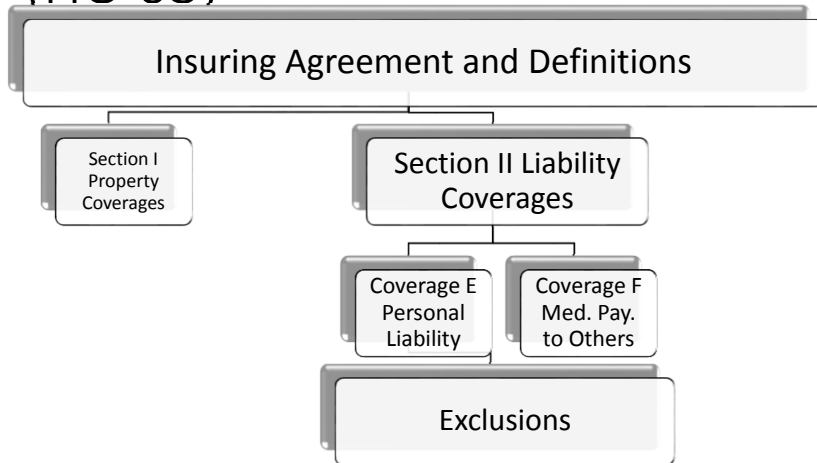 Insuring Agreement and Definitions
Section I
Property
Coverages
Section II Liability
Coverages
Coverage E
Personal
Liability
Coverage F
Med. Pay.
to Others
Exclusions